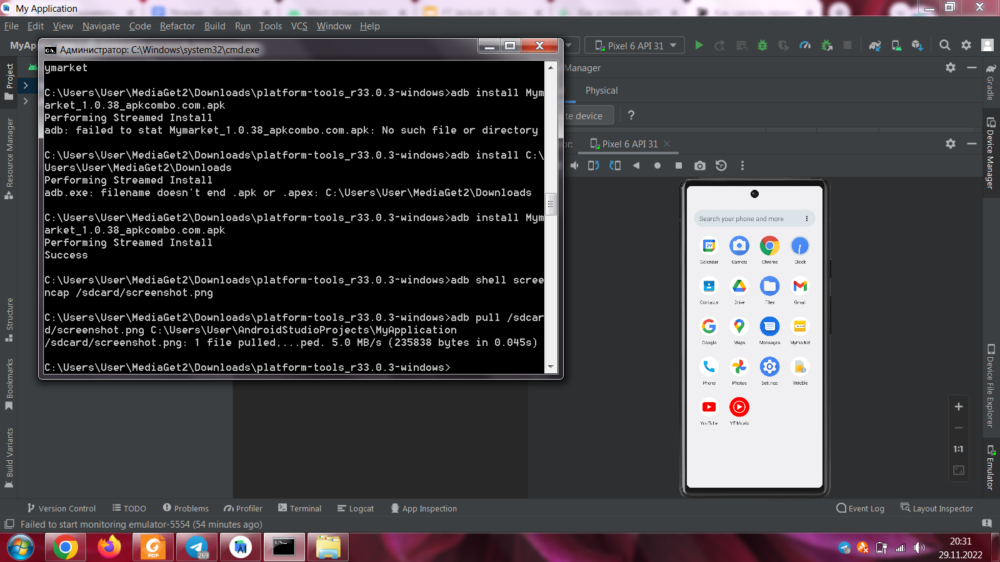 My Application
File Edit View Navigate Code Refactor Build Run Tools VCS Window Help
MyAp
Pixel 6 API 31
Администратор: C:\Windows\system32\cmd.exe
ymarket
C:\Users\User\MediaGet2\Downloads\platform-tools_r33.0.3-windows>adb install Mym
arket_1.0.38_apkcombo.com.apk
Performing Streamed Install
adb: failed to stat Mymarket_1.0.38_apkcombo.com.apk: No such file or directory
C:\Users\User\MediaGet2\Downloads\platform-tools_r33.0.3-windows>adb install C:\
Users\User\MediaGet2\Downloads
Performing Streamed Install
adb.exe: filename doesn't end .apk or .apex: C:\Users\User\MediaGet2\Downloads
C:\Users\User\MediaGet2\Downloads\platform-tools_r33.0.3-windows>adb install Mym
arket_1.0.38_apkcombo.com.apk
Performing Streamed Install
Success
C:\Users\User\MediaGet2\Downloads\platform-tools_r33.0.3-windows>adb shell scree
ncap /sdcard/screenshot.png
C:\Users\User\MediaGet2\Downloads\platform-tools_r33.0.3-windows>adb pull /sdcar
d/screenshot.png C:\Users\User\AndroidStudioProjects\MyApplication
/sdcard/screenshot.png: 1 file pulled,...ped. 5.0 MB/s (235838 bytes in 0.045s)
C:\Users\User\MediaGet2\Downloads\platform-tools_r33.0.3-windows>
Manager
Physical
te device
?
or:
Pixel 6 API 31
Search your phone and more
29
Calendar Camera Chrome Clock
Contacts Drive Files Gmail
Google Maps Messages Mymarket
Phone Photos Settings TMoble
YouTube YT Music
1:1
Project
Resource Manager
Structure
Bookmarks
Build Variants
Gradle
Device Manager
Device File Explorer
Emulator
Version Control TODO Problems Profiler Terminal Logcat App Inspection Event Log Layout Inspector
Failed to start monitoring emulator-5554 (54 minutes ago)
PDF
269
20:31
29.11.2022